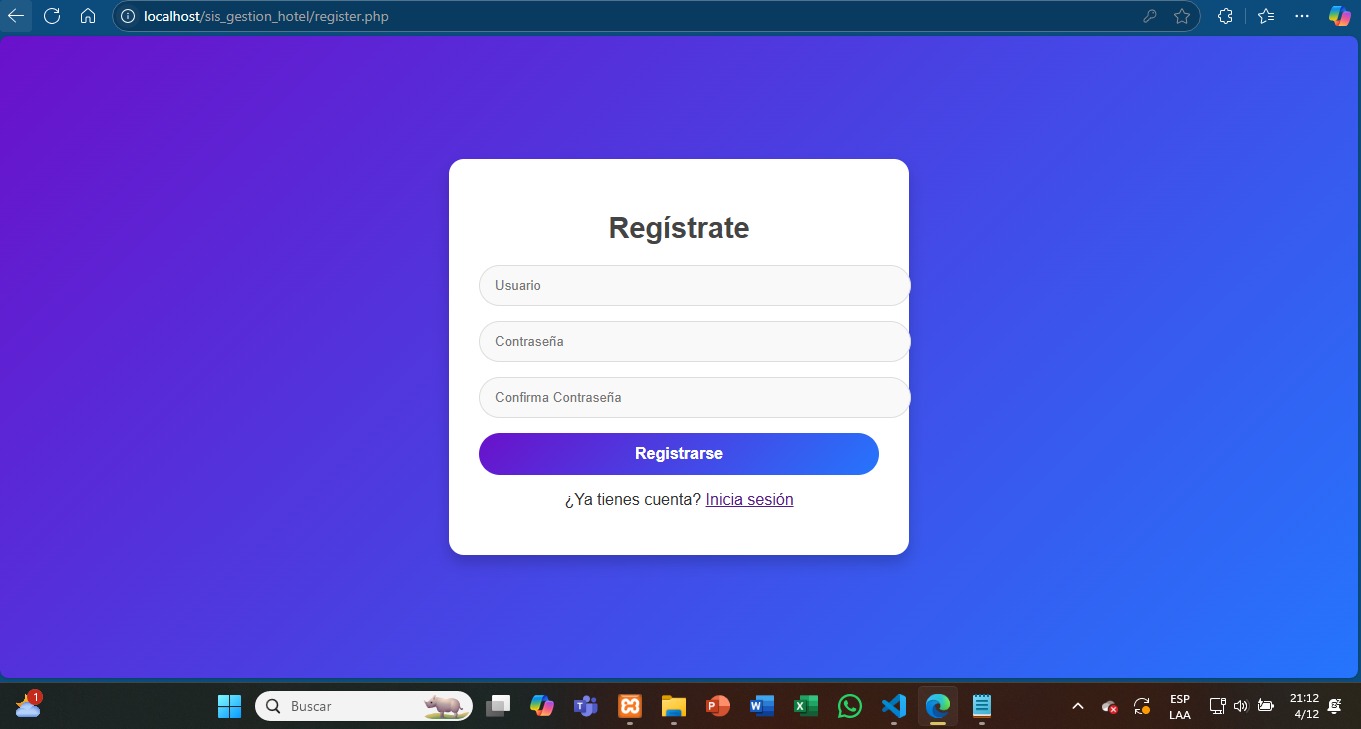 localhost/sis_gestion_hotel/register.php
Regístrate
Usuario
Contraseña
Confirma Contraseña
Registrarse
¿Ya tienes cuenta? Inicia sesión
1
Buscar
T
P
W
X
ESP
LAA
21:12
4/12